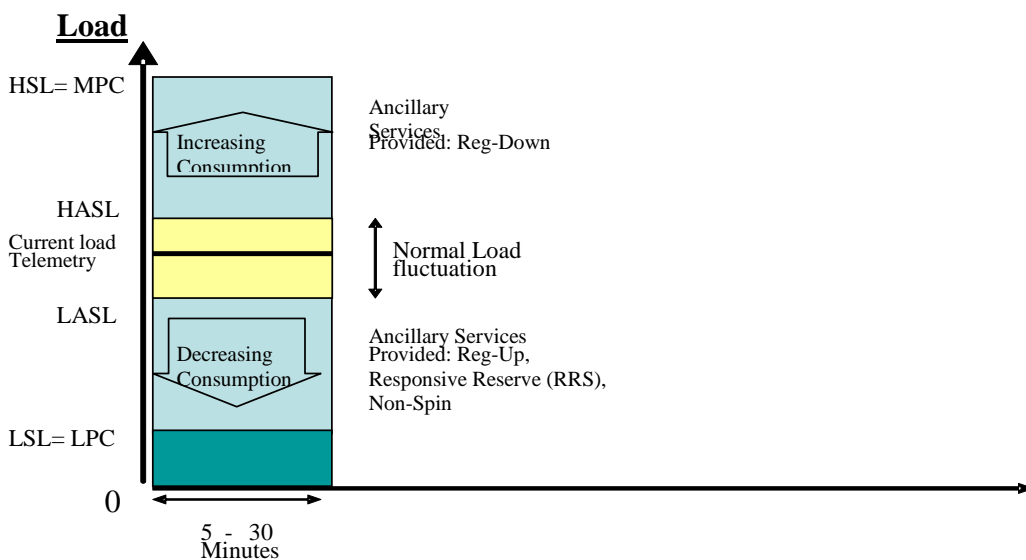 Load
HSL= MPC
Ancillary
Services
Provided: Reg-Down
Increasing
Consumption
HASL
Current load
Telemetry
Normal Load
fluctuation
LASL
Ancillary Services
Provided: Reg-Up,
Responsive Reserve (RRS),
Non-Spin
Decreasing
Consumption
LSL= LPC
0
5 - 30
Minutes